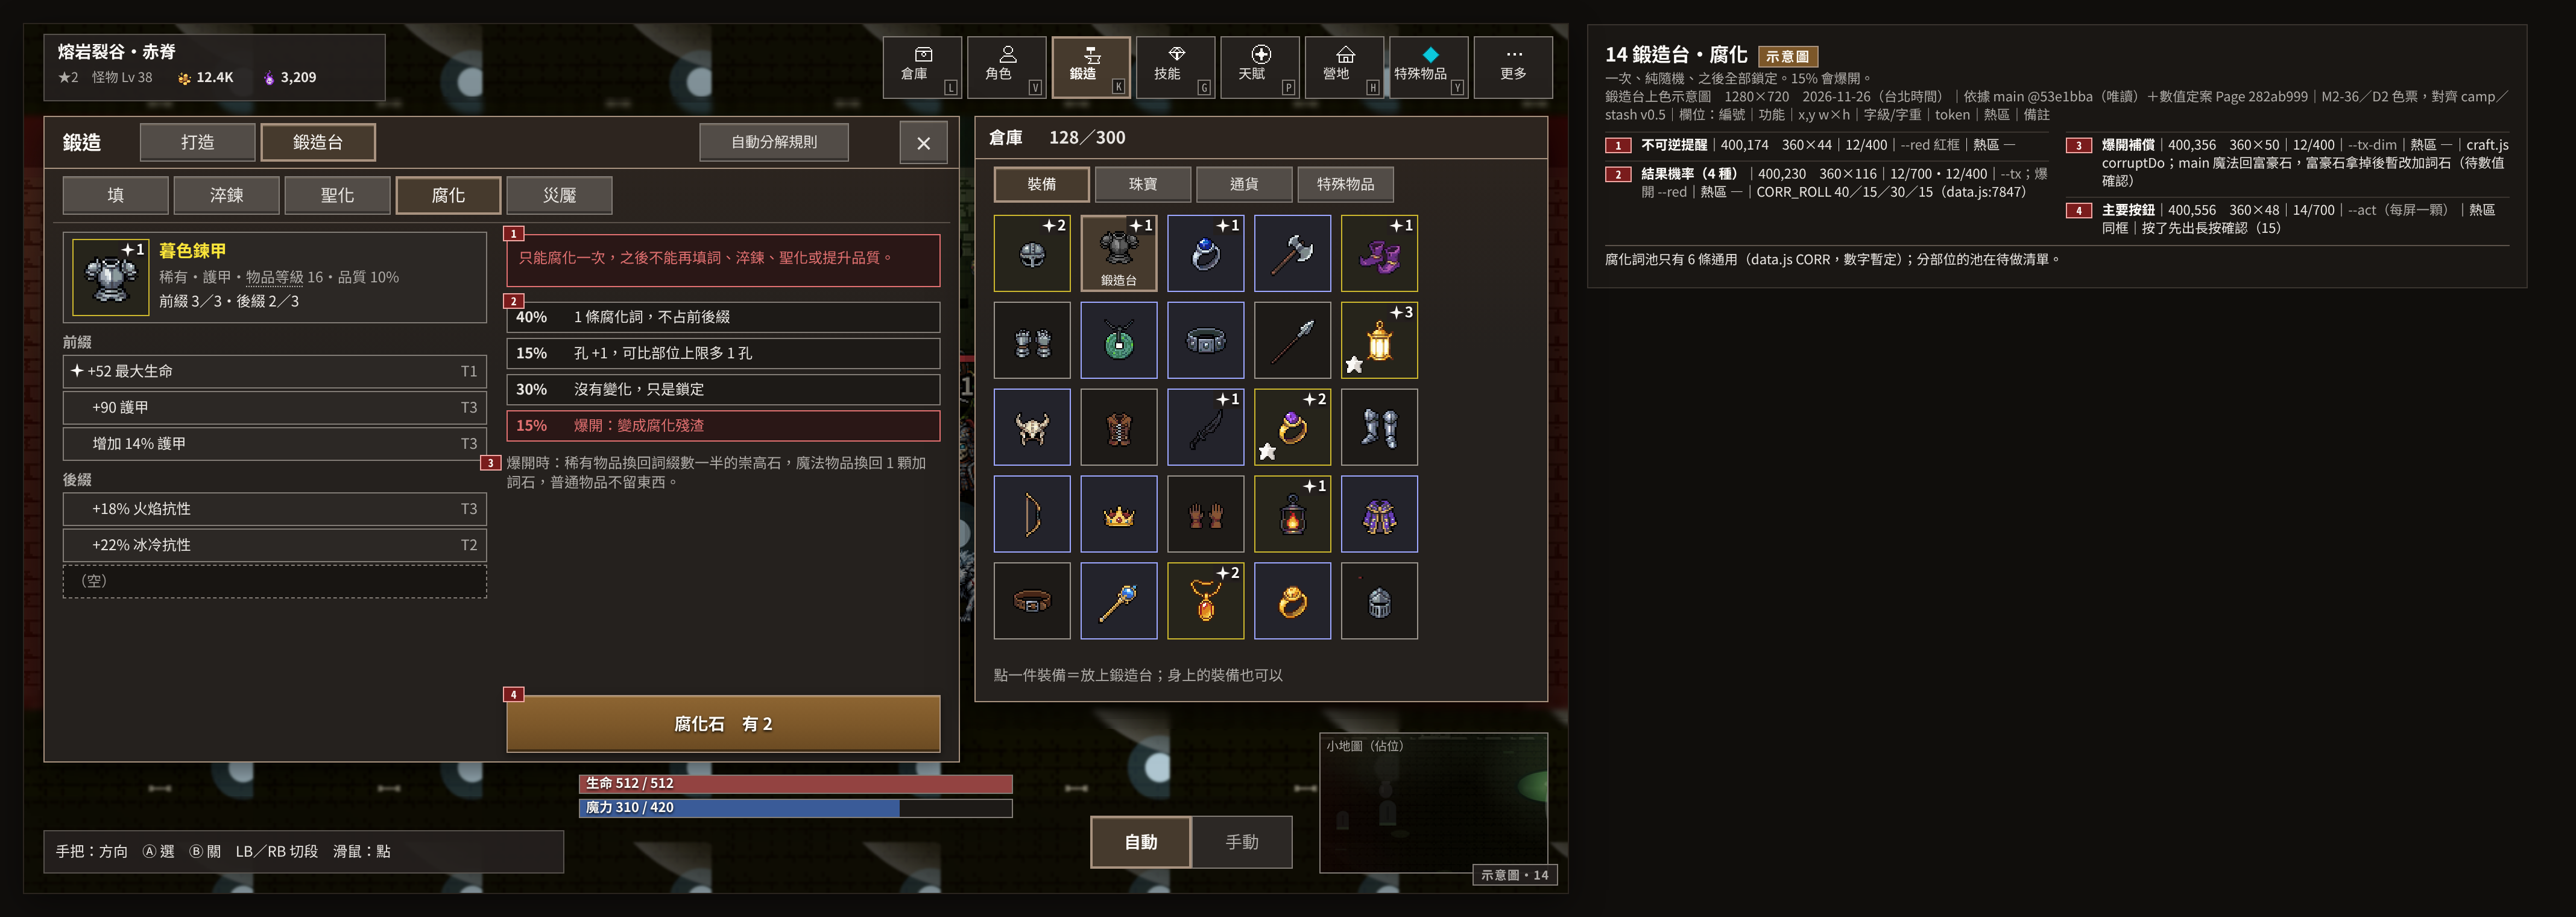 熔岩裂谷・赤脊
★2 怪物 Lv 38 12.4K 3,209
倉庫 L
角色 V
鍛造 K
技能 G
天賦 P
營地 H
特殊物品 Y
更多
鍛造 打造 鍛造台 自動分解規則 ✕
填 淬鍊 聖化 腐化 災魘
1
暮色鍊甲
稀有・護甲・物品等級 16・品質 10%
前綴 3／3・後綴 2／3
前綴
+52 最大生命 T1
+90 護甲 T3
增加 14% 護甲 T3
後綴
+18% 火焰抗性 T3
+22% 冰冷抗性 T2
（空）
1
只能腐化一次，之後不能再填詞、淬鍊、聖化或提升品質。
2
40% 1 條腐化詞，不占前後綴
15% 孔 +1，可比部位上限多 1 孔
30% 沒有變化，只是鎖定
15% 爆開：變成腐化殘渣
3 爆開時：稀有物品換回詞綴數一半的崇高石，魔法物品換回 1 顆加
詞石，普通物品不留東西。
4
腐化石 有 2
倉庫 128／300
裝備 珠寶 通貨 特殊物品
2 1 1 1
鍛造台
3
1 2
1
2
點一件裝備＝放上鍛造台；身上的裝備也可以
生命 512 / 512
魔力 310 / 420
手把：方向 Ⓐ 選 Ⓑ 關 LB／RB 切段 滑鼠：點
自動 手動
小地圖（佔位）
示意圖・14
14 鍛造台・腐化 示意圖
一次、純隨機、之後全部鎖定。15% 會爆開。
鍛造台上色示意圖 1280×720 2026-11-26（台北時間）｜依據 main @53e1bba（唯讀）＋數值定案 Page 282ab999｜M2-36／D2 色票，對齊 camp／
stash v0.5｜欄位：編號｜功能｜x,y w×h｜字級/字重｜token｜熱區｜備註
1 不可逆提醒｜400,174 360×44｜12/400｜--red 紅框｜熱區 —
2 結果機率（4 種）｜400,230 360×116｜12/700・12/400｜--tx；爆
開 --red｜熱區 —｜CORR_ROLL 40／15／30／15（data.js:7847）
3 爆開補償｜400,356 360×50｜12/400｜--tx-dim｜熱區 —｜craft.js
corruptDo；main 魔法回富豪石，富豪石拿掉後暫改加詞石（待數值
確認）
4 主要按鈕｜400,556 360×48｜14/700｜--act（每屏一顆）｜熱區
同框｜按了先出長按確認（15）
腐化詞池只有 6 條通用（data.js CORR，數字暫定）；分部位的池在待做清單。